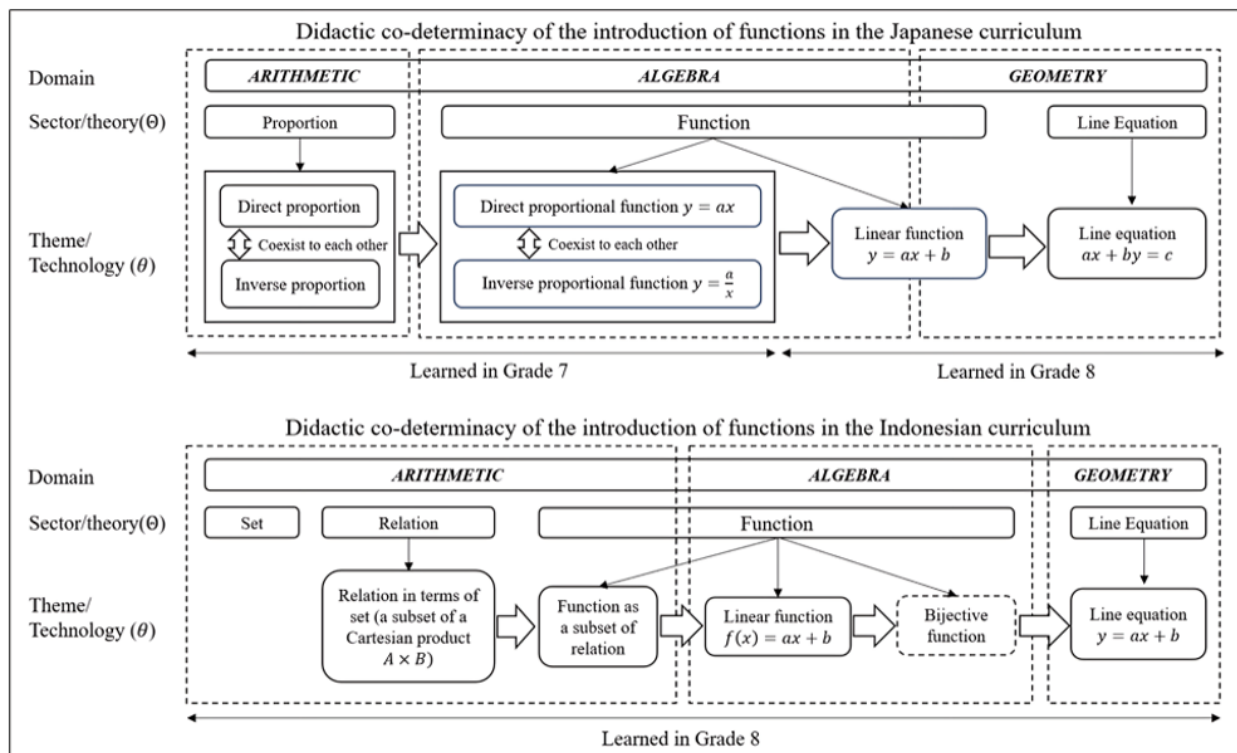 Didactic co-determinacy of the introduction of functions in the Japanese curriculum
Domain
ARITHMETIC
ALGEBRA
GEOMETRY
Sector/theory(Θ)
Proportion
Function
Line Equation
Theme/
Technology (θ)
Direct proportion
Coexist to each other
Inverse proportion
Direct proportional function y = ax
Coexist to each other
Inverse proportional function y = a/x
Linear function
y = ax + b
Line equation
ax + by = c
Learned in Grade 7
Learned in Grade 8
Didactic co-determinacy of the introduction of functions in the Indonesian curriculum
Domain
ARITHMETIC
ALGEBRA
GEOMETRY
Sector/theory(Θ)
Set
Relation
Function
Line Equation
Theme/
Technology (θ)
Relation in terms of
set (a subset of a
Cartesian product
A × B)
Function as
a subset of
relation
Linear function
f(x) = ax + b
Bijective
function
Line equation
y = ax + b
Learned in Grade 8